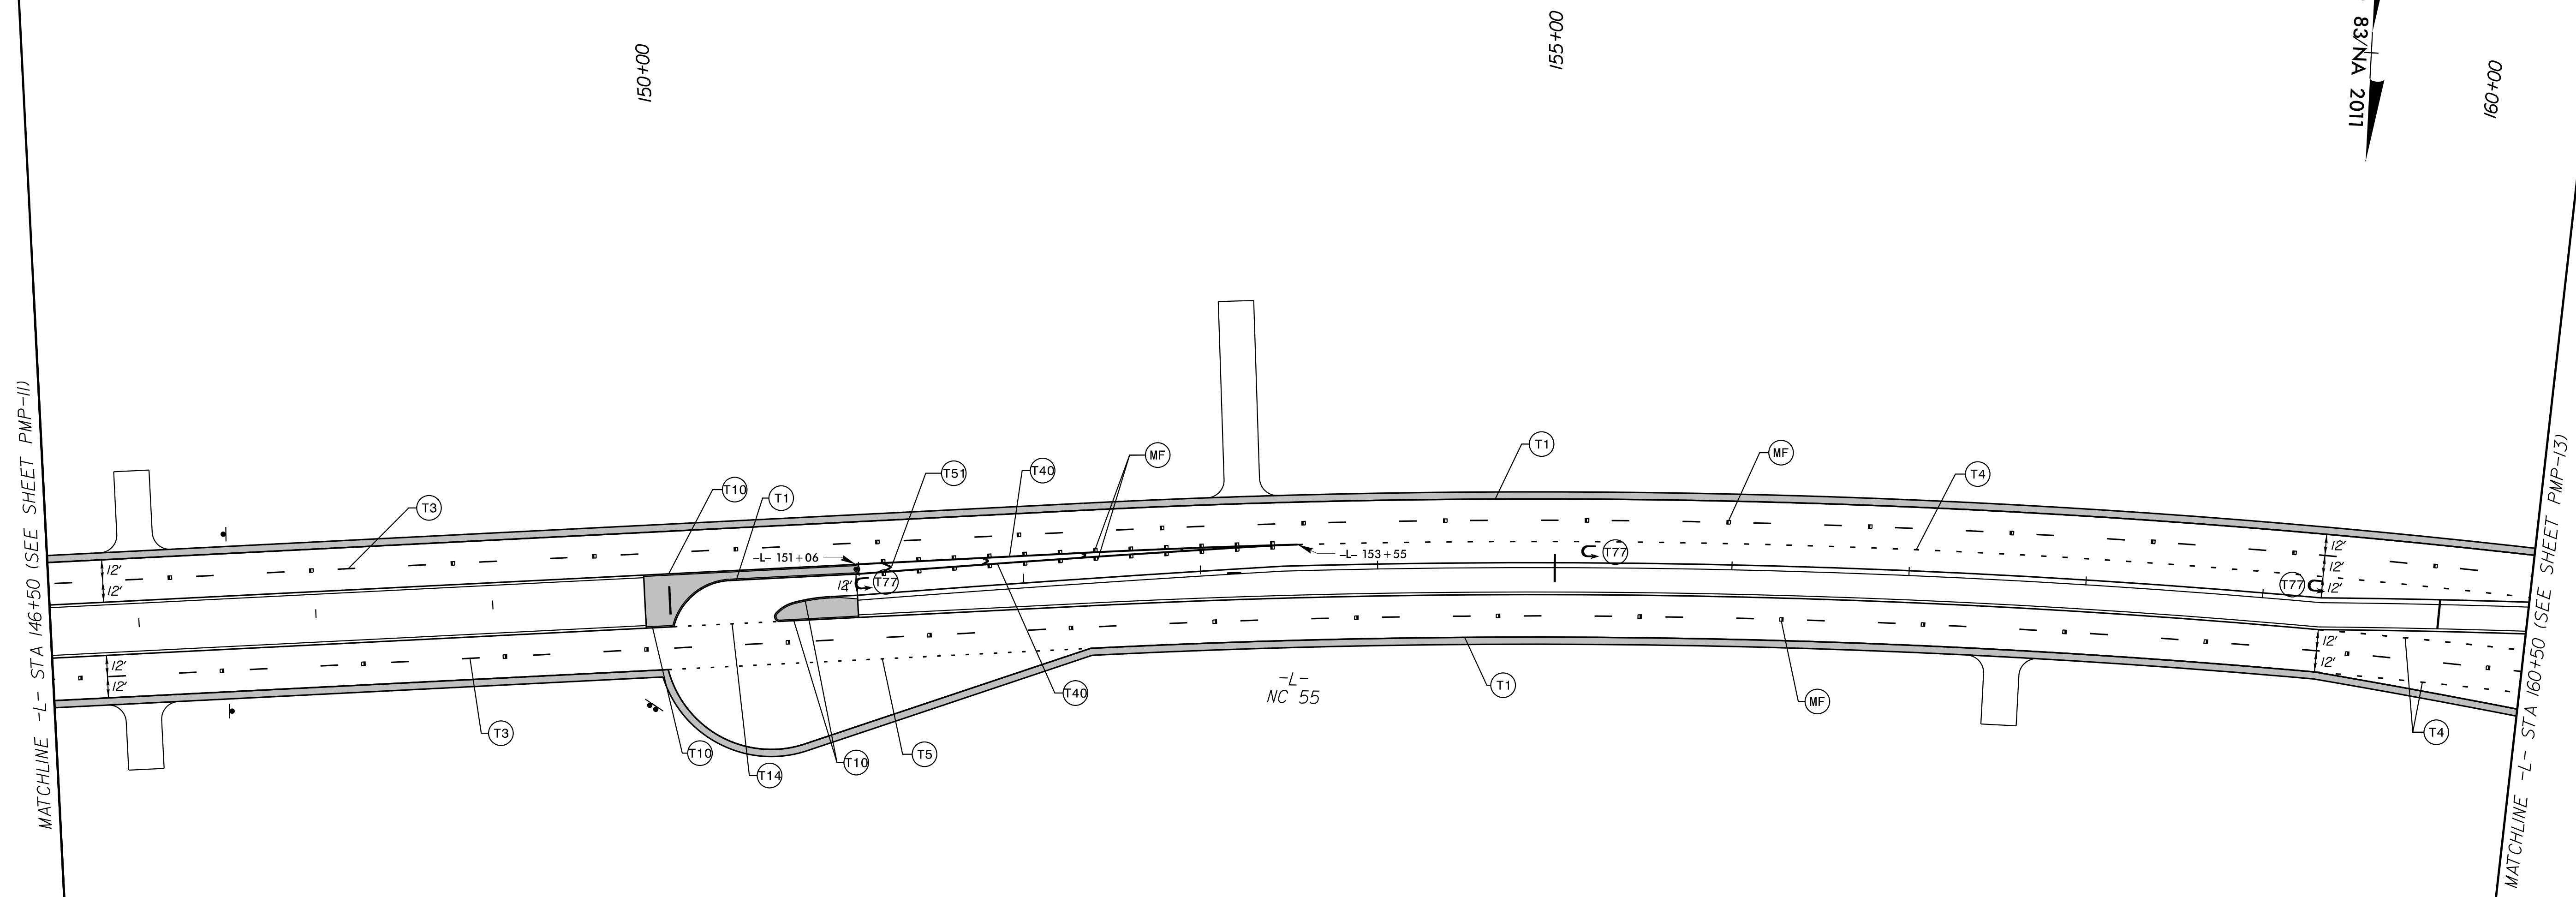 150+00
155+00
83/NA 2011
160+00
MATCHLINE -L- STA 146+50 (SEE SHEET PMP-11)
MATCHLINE -L- STA 160+50 (SEE SHEET PMP-13)
T1
MF
MF
T40
T51
T4
T10
T1
T3
-L- 151+06
-L- 153+55
T77
12'
12'
12'
12'
12'
T77
T77
12'
12'
12'
12'
12'
-L-
NC 55
T40
T1
MF
T3
T10
T14
T10
T5
T4